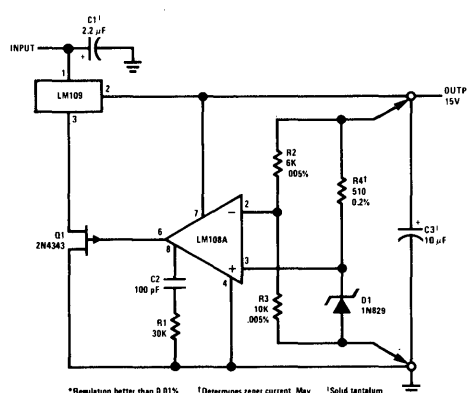 C1†
2.2 μF
+
INPUT
1
LM109
2
3
OUTP
15V
R2
6K
.005%
R4†
510
0.2%
7
Q1
2N4343
6
8
LM108A
−
2
+
3
4
C3†
10 μF
+
C2
100 pF
R3
10K
.005%
D1
1N829
R1
30K
*Regulation better than 0.01%
†Determines zener current. May
Solid tantalum